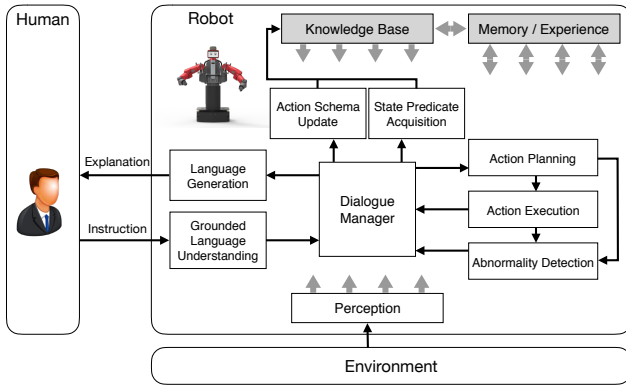 Human
Robot
Knowledge Base
Memory / Experience
Action Schema
Update
State Predicate
Acquisition
Explanation
Language
Generation
Dialogue
Manager
Action Planning
Action Execution
Instruction
Grounded
Language
Understanding
Abnormality Detection
Perception
Environment